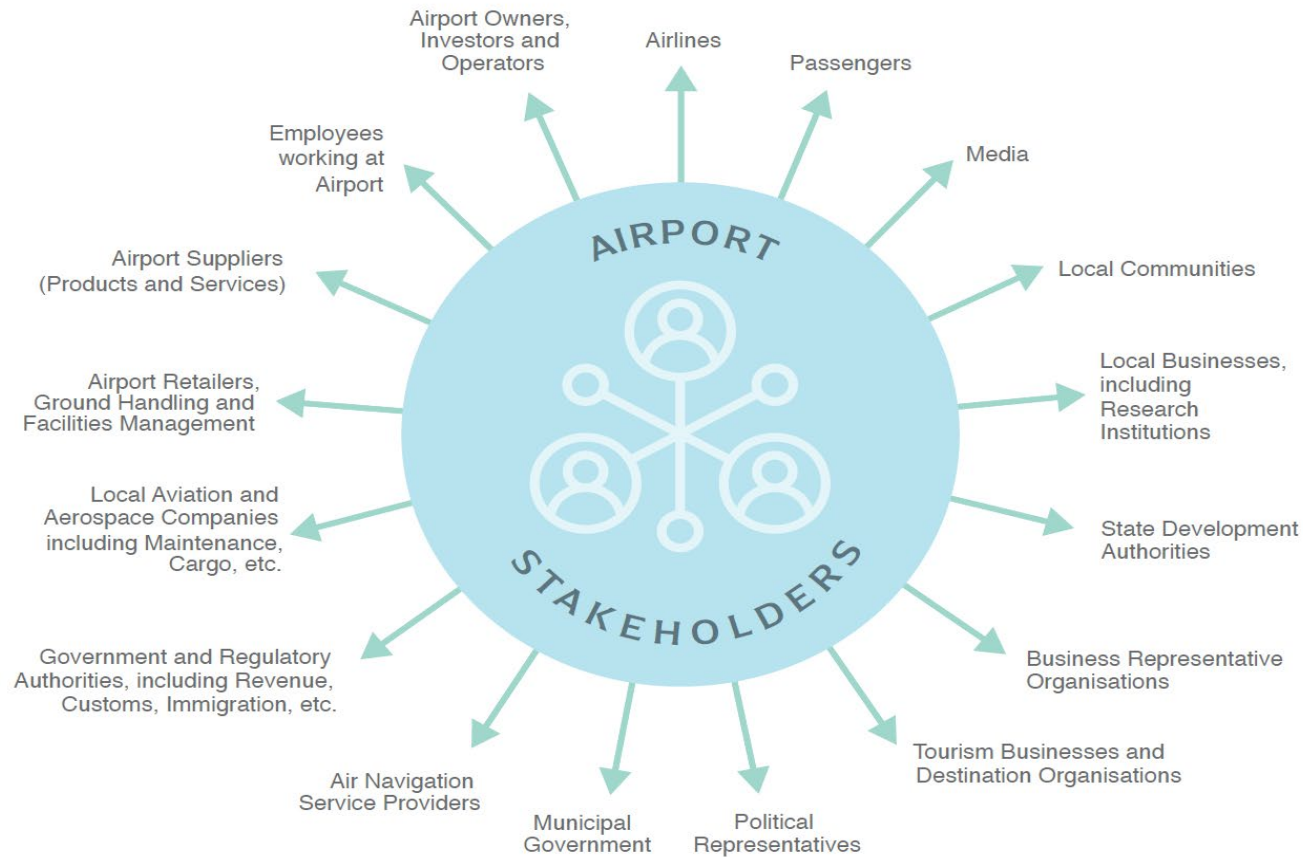 Airport Owners,
Investors and
Operators
Airlines
Passengers
Media
Local Communities
Local Businesses,
including
Research
Institutions
State Development
Authorities
Business Representative
Organisations
Tourism Businesses and
Destination Organisations
Political
Representatives
Municipal
Government
Air Navigation
Service Providers
Government and Regulatory
Authorities, including Revenue,
Customs, Immigration, etc.
Local Aviation and
Aerospace Companies
including Maintenance,
Cargo, etc.
Airport Retailers,
Ground Handling and
Facilities Management
Airport Suppliers
(Products and Services)
Employees
working at
Airport
AIRPORT
STAKEHOLDERS